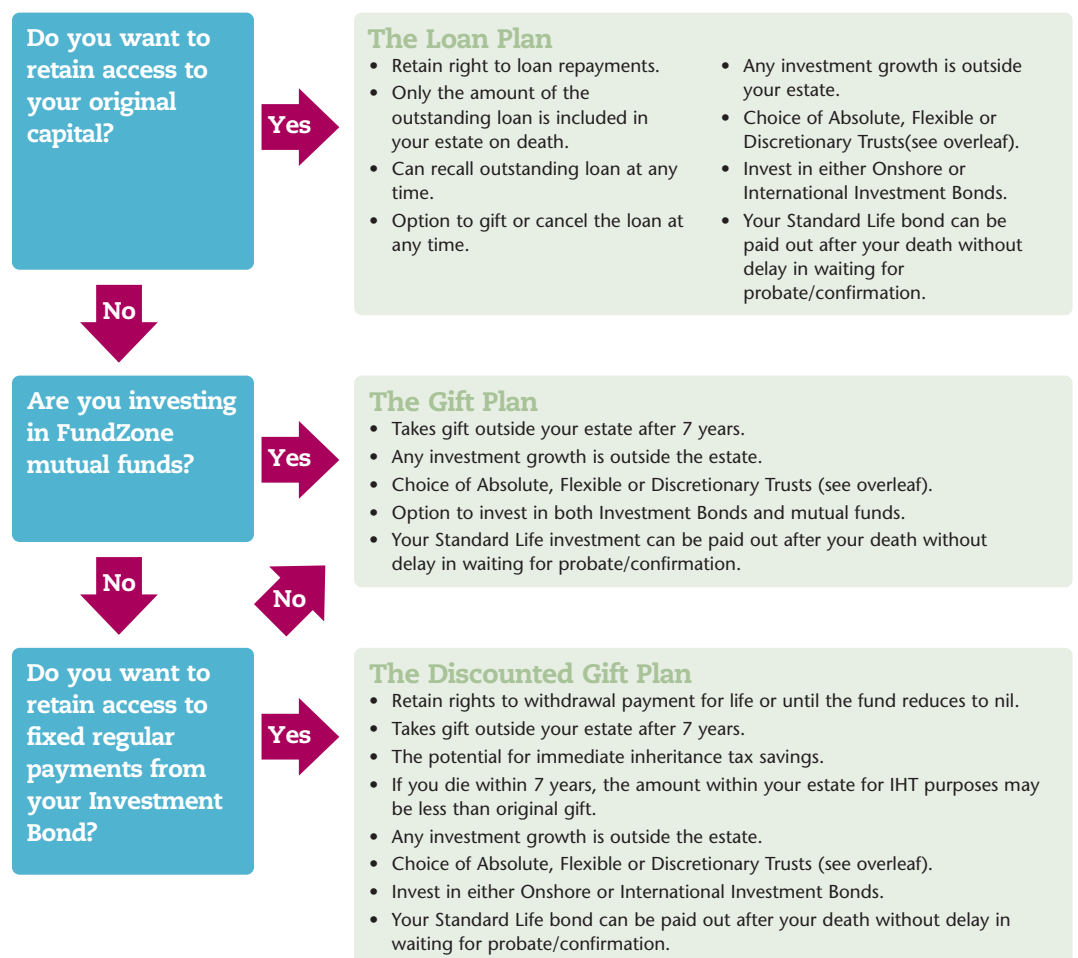 Do you want to
retain access to
your original
capital?
Yes
The Loan Plan
• Retain right to loan repayments.
• Only the amount of the
outstanding loan is included in
your estate on death.
• Can recall outstanding loan at any
time.
• Option to gift or cancel the loan at
any time.
• Any investment growth is outside
your estate.
• Choice of Absolute, Flexible or
Discretionary Trusts(see overleaf).
• Invest in either Onshore or
International Investment Bonds.
• Your Standard Life bond can be
paid out after your death without
delay in waiting for
probate/confirmation.
No
Are you investing
in FundZone
mutual funds?
Yes
The Gift Plan
• Takes gift outside your estate after 7 years.
• Any investment growth is outside the estate.
• Choice of Absolute, Flexible or Discretionary Trusts (see overleaf).
• Option to invest in both Investment Bonds and mutual funds.
• Your Standard Life investment can be paid out after your death without
delay in waiting for probate/confirmation.
No
No
Do you want to
retain access to
fixed regular
payments from
your Investment
Bond?
Yes
The Discounted Gift Plan
• Retain rights to withdrawal payment for life or until the fund reduces to nil.
• Takes gift outside your estate after 7 years.
• The potential for immediate inheritance tax savings.
• If you die within 7 years, the amount within your estate for IHT purposes may
be less than original gift.
• Any investment growth is outside the estate.
• Choice of Absolute, Flexible or Discretionary Trusts (see overleaf).
• Invest in either Onshore or International Investment Bonds.
• Your Standard Life bond can be paid out after your death without delay in
waiting for probate/confirmation.